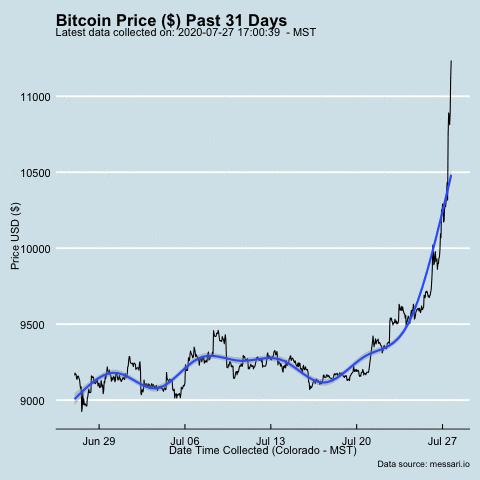 Bitcoin Price ($) Past 31 Days
Latest data collected on: 2020-07-27 17:00:39  - MST
11000
10500
10000
9500
9000
Price USD ($)
Jun 29
Jul 06
Jul 13
Jul 20
Jul 27
Date Time Collected (Colorado - MST)
Data source: messari.io